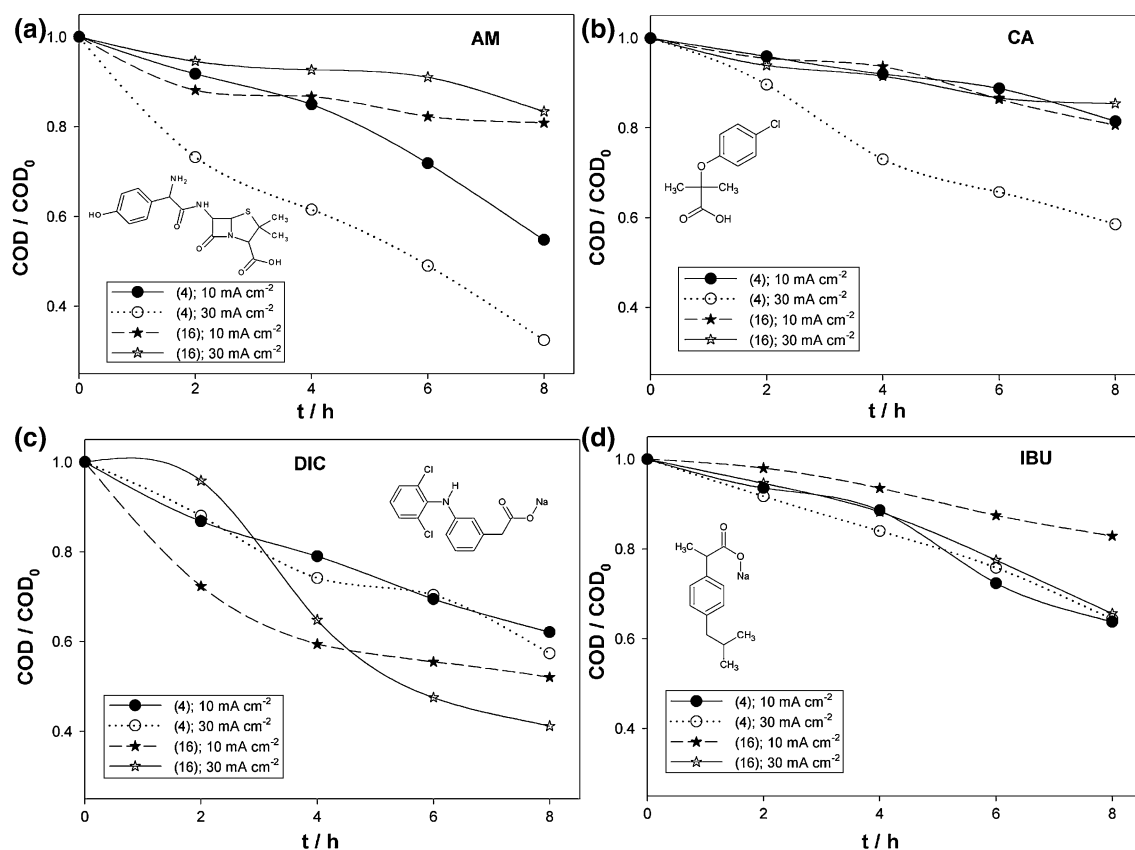 (a)
AM
COD / COD₀
1.0
0.8
0.6
0.4
NH₂
HO
O
NH
S
CH₃
CH₃
N
O
O
OH
(4); 10 mA cm⁻²
(4); 30 mA cm⁻²
(16); 10 mA cm⁻²
(16); 30 mA cm⁻²
0 2 4 6 8
t / h
(b)
CA
COD / COD₀
1.0
0.8
0.6
0.4
Cl
O
H₃C CH₃
O OH
(4); 10 mA cm⁻²
(4); 30 mA cm⁻²
(16); 10 mA cm⁻²
(16); 30 mA cm⁻²
0 2 4 6 8
t / h
(c)
DIC
COD / COD₀
1.0
0.8
0.6
0.4
Cl
H
N
Cl
O
O
Na
(4); 10 mA cm⁻²
(4); 30 mA cm⁻²
(16); 10 mA cm⁻²
(16); 30 mA cm⁻²
0 2 4 6 8
t / h
(d)
IBU
COD / COD₀
1.0
0.8
0.6
0.4
O
H₃C
O
Na
CH₃
CH₃
(4); 10 mA cm⁻²
(4); 30 mA cm⁻²
(16); 10 mA cm⁻²
(16); 30 mA cm⁻²
0 2 4 6 8
t / h